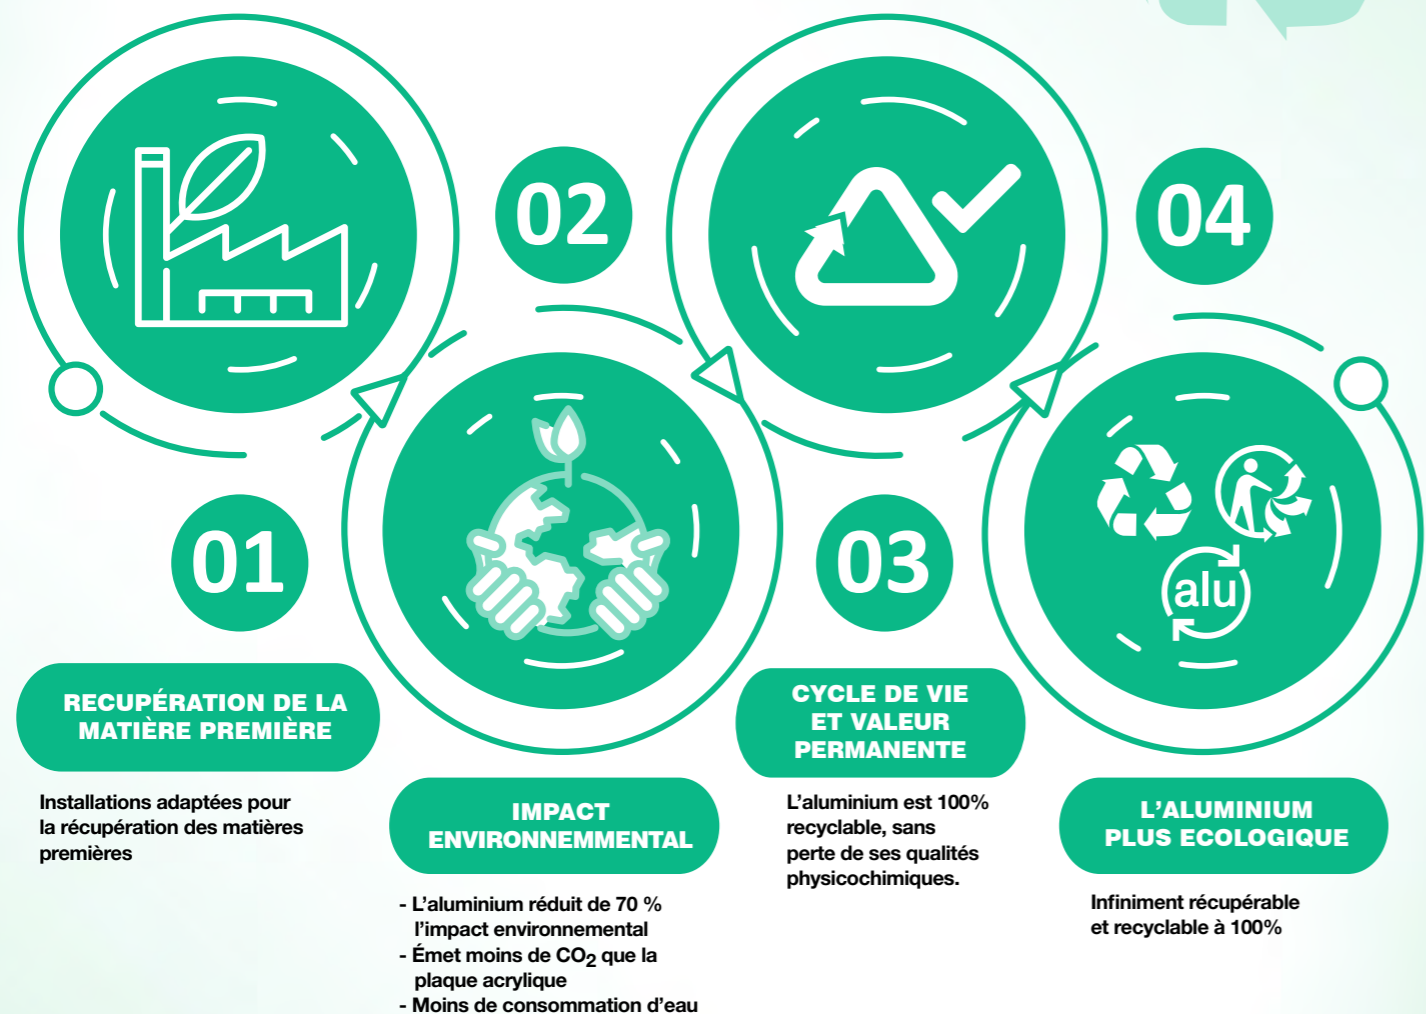 01
RECUPÉRATION DE LA
MATIÈRE PREMIÈRE
Installations adaptées pour
la récupération des matières
premières
02
IMPACT
ENVIRONNEMMENTAL
- L’aluminium réduit de 70 %
l’impact environnemental
- Émet moins de CO2 que la
plaque acrylique
- Moins de consommation d’eau
03
CYCLE DE VIE
ET VALEUR
PERMANENTE
L’aluminium est 100%
recyclable, sans
perte de ses qualités
physicochimiques.
04
alu
L’ALUMINIUM
PLUS ECOLOGIQUE
Infiniment récupérable
et recyclable à 100%